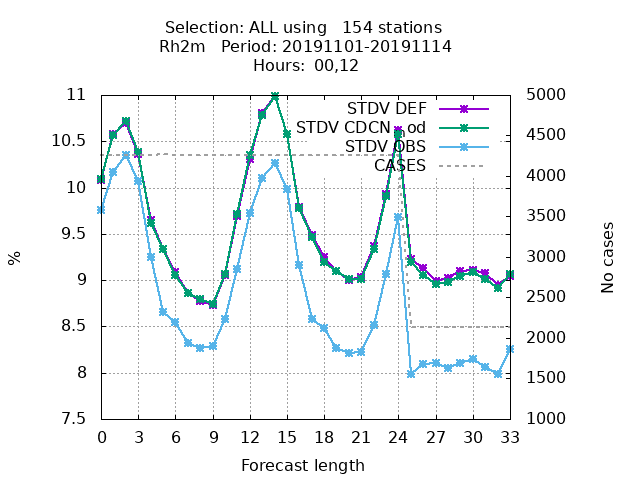 Selection: ALL using   154 stations
Rh2m   Period: 20191101-20191114
Hours:  00,12
STDV DEF
STDV CDCN_mod
STDV OBS
CASES
11
10.5
10
9.5
9
8.5
8
7.5
5000
4500
4000
3500
3000
2500
2000
1500
1000
%
No cases
0 3 6 9 12 15 18 21 24 27 30 33
Forecast length